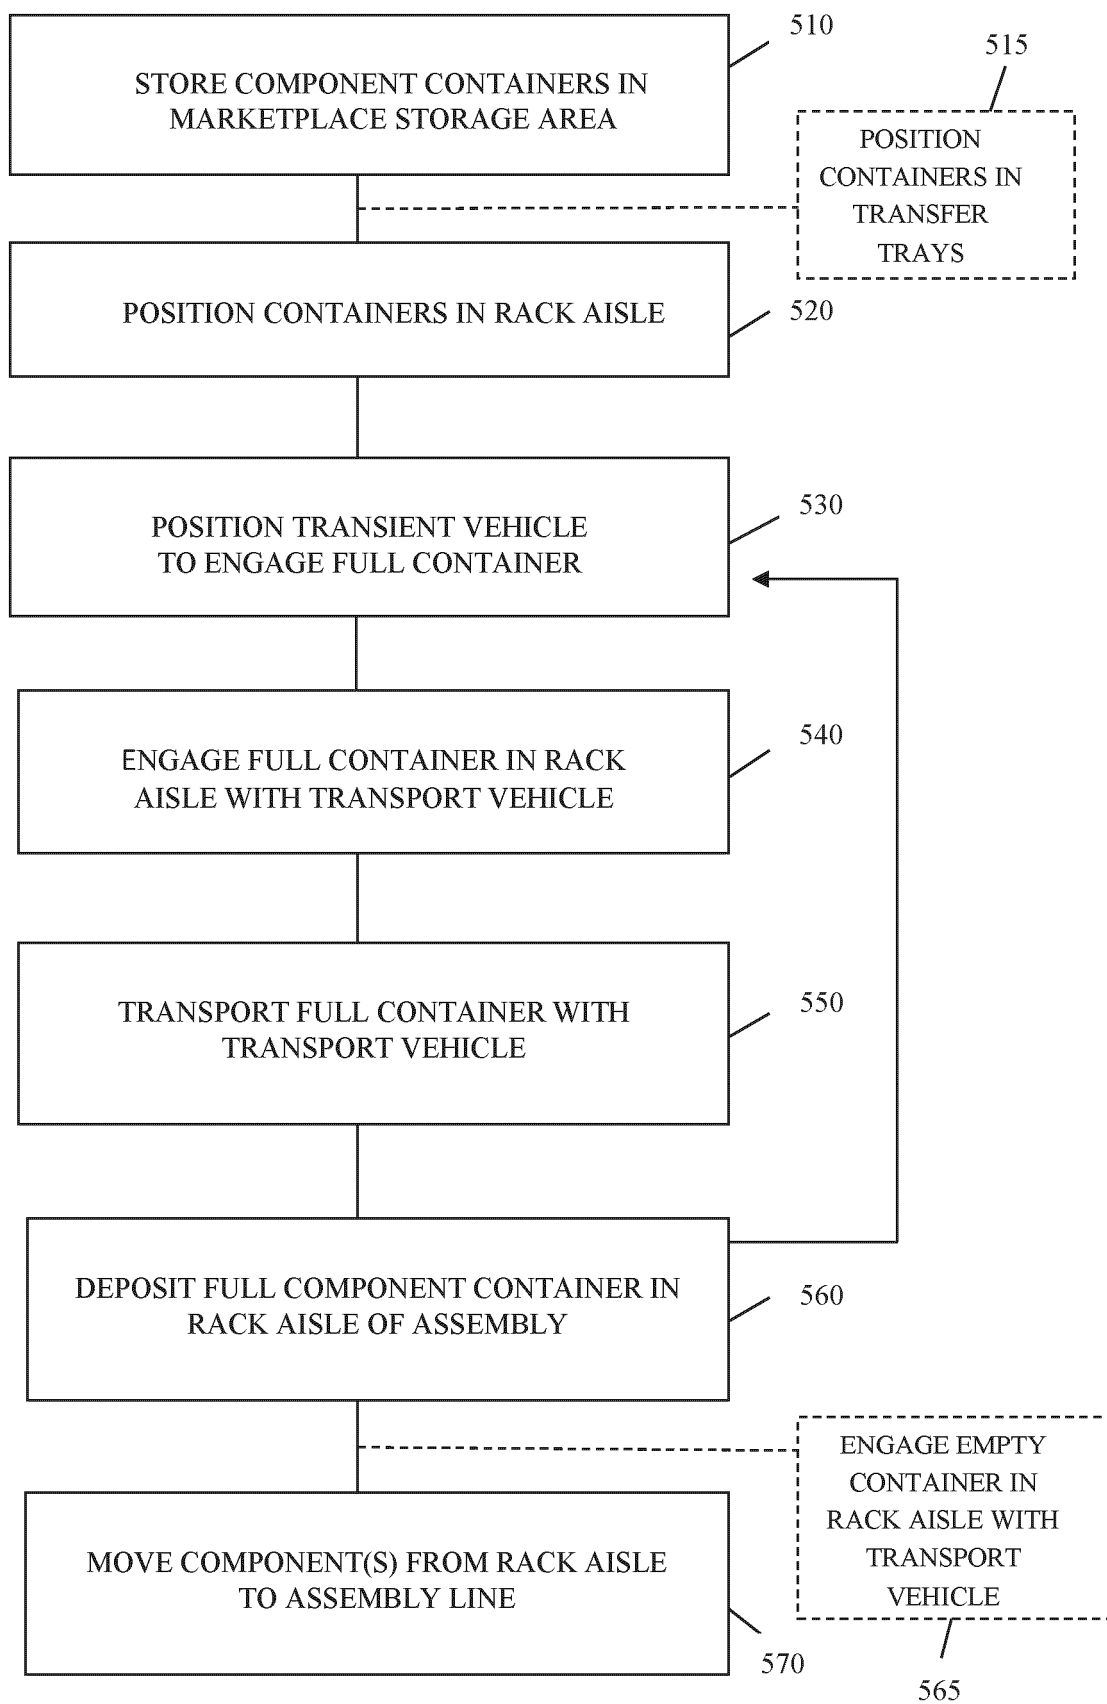 510
STORE COMPONENT CONTAINERS IN
MARKETPLACE STORAGE AREA
515
POSITION
CONTAINERS IN
TRANSFER
TRAYS
POSITION CONTAINERS IN RACK AISLE
520
530
POSITION TRANSIENT VEHICLE
TO ENGAGE FULL CONTAINER
540
ENGAGE FULL CONTAINER IN RACK
AISLE WITH TRANSPORT VEHICLE
550
TRANSPORT FULL CONTAINER WITH
TRANSPORT VEHICLE
DEPOSIT FULL COMPONENT CONTAINER IN
RACK AISLE OF ASSEMBLY
560
ENGAGE EMPTY
CONTAINER IN
RACK AISLE WITH
TRANSPORT
VEHICLE
565
MOVE COMPONENT(S) FROM RACK AISLE
TO ASSEMBLY LINE
570